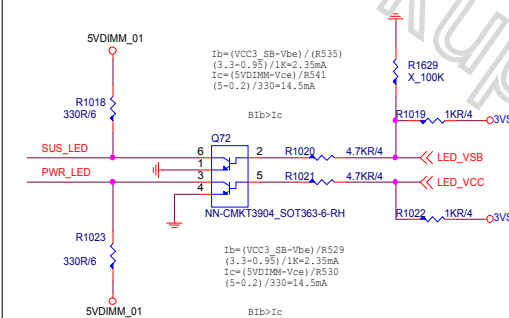 5VDIMM_01
Ib=(VCC3_SB-Vbe)/(R535)
(3.3-0.95)/1K=2.35mA
Ic=(5VDIMM-Vce)/R541
(5-0.2)/330=14.5mA
BIb>Ic
R1018
330R/6
R1629
X_100K
R1019 1KR/4 3VS
Q72
SUS_LED 6 2 R1020 4.7KR/4 LED_VSB
1
PWR_LED 3 5 R1021 4.7KR/4 LED_VCC
4
NN-CMKT3904_SOT363-6-RH
R1022 1KR/4 3VS
R1023
330R/6
Ib=(VCC3_SB-Vbe)/R529
(3.3-0.95)/1K=2.35mA
Ic=(5VDIMM-Vce)/R530
(5-0.2)/330=14.5mA
5VDIMM_01
BIb>Ic